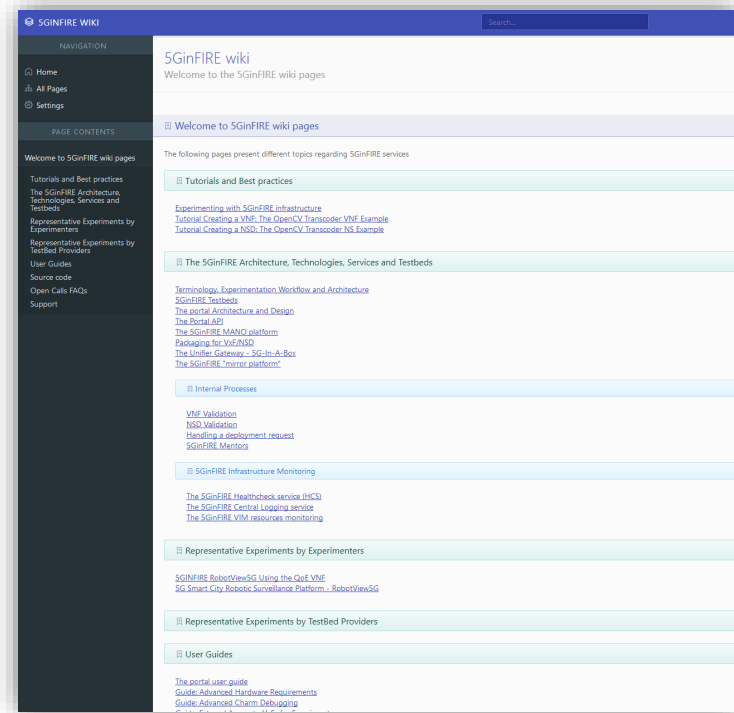 5GINFIRE WIKI
Search...
NAVIGATION
Home
All Pages
Settings
PAGE CONTENTS
Welcome to 5GinFIRE wiki pages
Tutorials and Best practices
The 5GinFIRE Architecture,
Technologies, Services and
Testbeds
Representative Experiments by
Experimenters
Representative Experiments by
TestBed Providers
User Guides
Source code
Open Calls FAQs
Support
5GinFIRE wiki
Welcome to the 5GinFIRE wiki pages
Welcome to 5GinFIRE wiki pages
The following pages present different topics regarding 5GinFIRE services
Tutorials and Best practices
Experimenting with 5GinFIRE infrastructure
Tutorial Creating a VNF: The OpenCV Transcoder VNF Example
Tutorial Creating a NSD: The OpenCV Transcoder NS Example
The 5GinFIRE Architecture, Technologies, Services and Testbeds
Terminology, Experimentation Workflow and Architecture
5GinFIRE Testbeds
The portal Architecture and Design
The Portal API
The 5GinFIRE MANO platform
Packaging for VxF/NSD
The Unifier Gateway - 5G-In-A-Box
The 5GinFIRE "mirror platform"
Internal Processes
VNF Validation
NSD Validation
Handling a deployment request
5GinFIRE Mentors
5GinFIRE Infrastructure Monitoring
The 5GinFIRE Healthcheck service (HCS)
The 5GinFIRE Central Logging service
The 5GinFIRE VIM resources monitoring
Representative Experiments by Experimenters
5GINFIRE RobotView5G Using the QoE VNF
5G Smart City Robotic Surveillance Platform - RobotView5G
Representative Experiments by TestBed Providers
User Guides
The portal user guide
Guide: Advanced Hardware Requirements
Guide: Advanced Charm Debugging